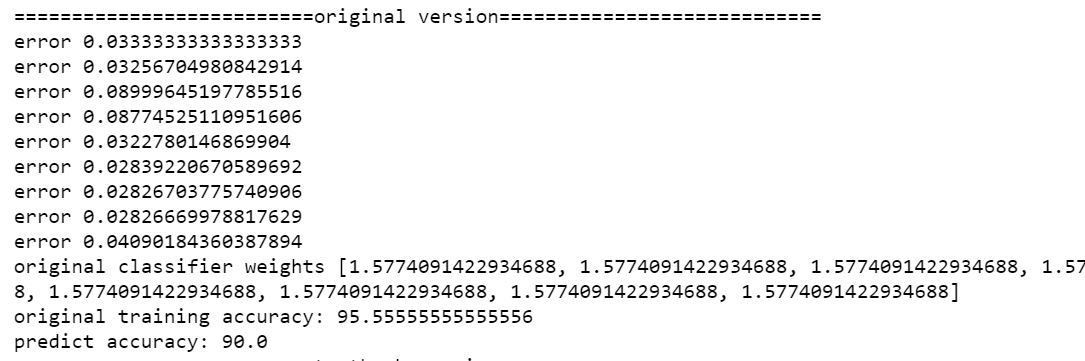 ==========================original version============================
error 0.03333333333333333
error 0.03256704980842914
error 0.08999645197785516
error 0.08774525110951606
error 0.0322780146869904
error 0.02839220670589692
error 0.02826703775740906
error 0.02826669978817629
error 0.04090184360387894
original classifier weights [1.5774091422934688, 1.5774091422934688, 1.5774091422934688, 1.57
8, 1.5774091422934688, 1.5774091422934688, 1.5774091422934688, 1.5774091422934688]
original training accuracy: 95.55555555555556
predict accuracy: 90.0